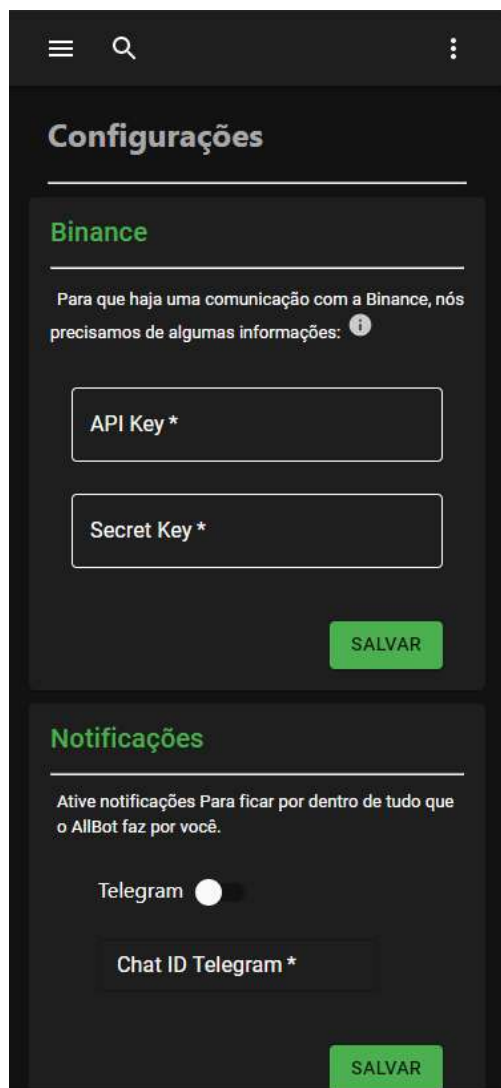 Configurações
Binance
Para que haja uma comunicação com a Binance, nós
precisamos de algumas informações:
API Key *
Secret Key *
SALVAR
Notificações
Ative notificações Para ficar por dentro de tudo que
o AllBot faz por você.
Telegram
Chat ID Telegram *
SALVAR